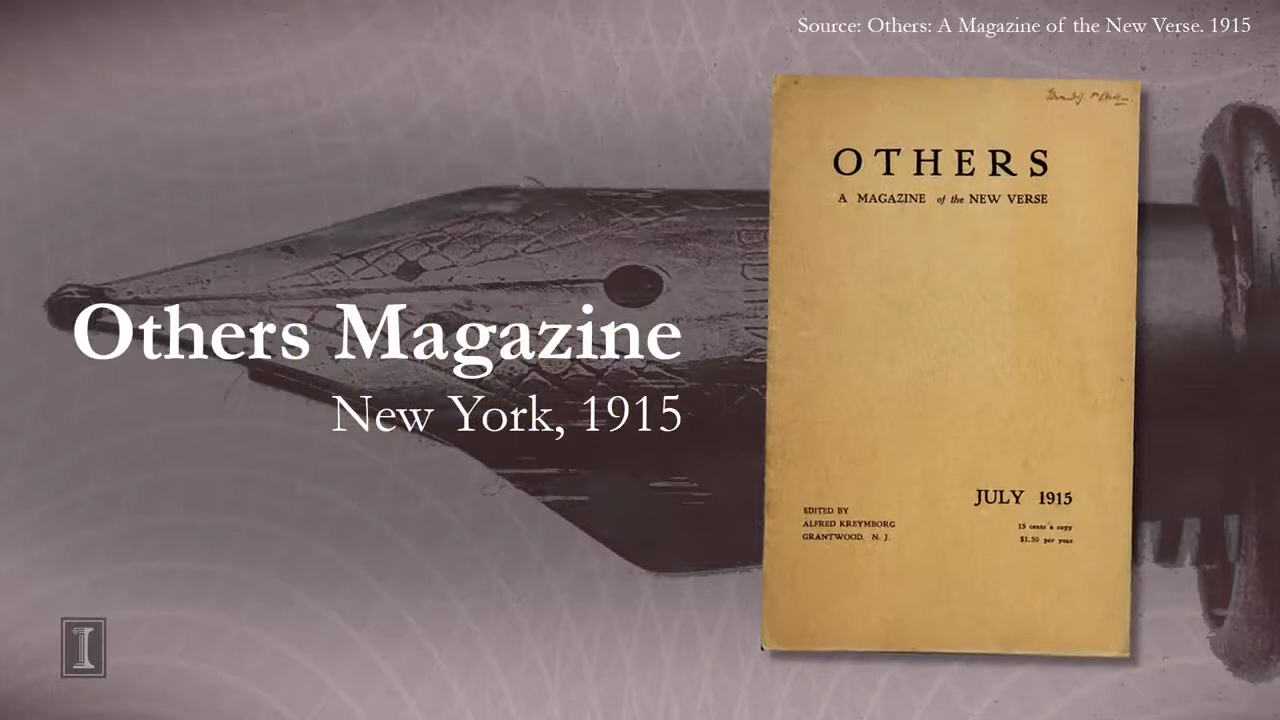 Source: Others: A Magazine of the New Verse. 1915
OTHERS
A MAGAZINE of the NEW VERSE
Others Magazine
New York, 1915
JULY 1915
EDITED BY
ALFRED KREYMBORG
GRANTWOOD, N. J.
15 cents a copy
$1.50 per year